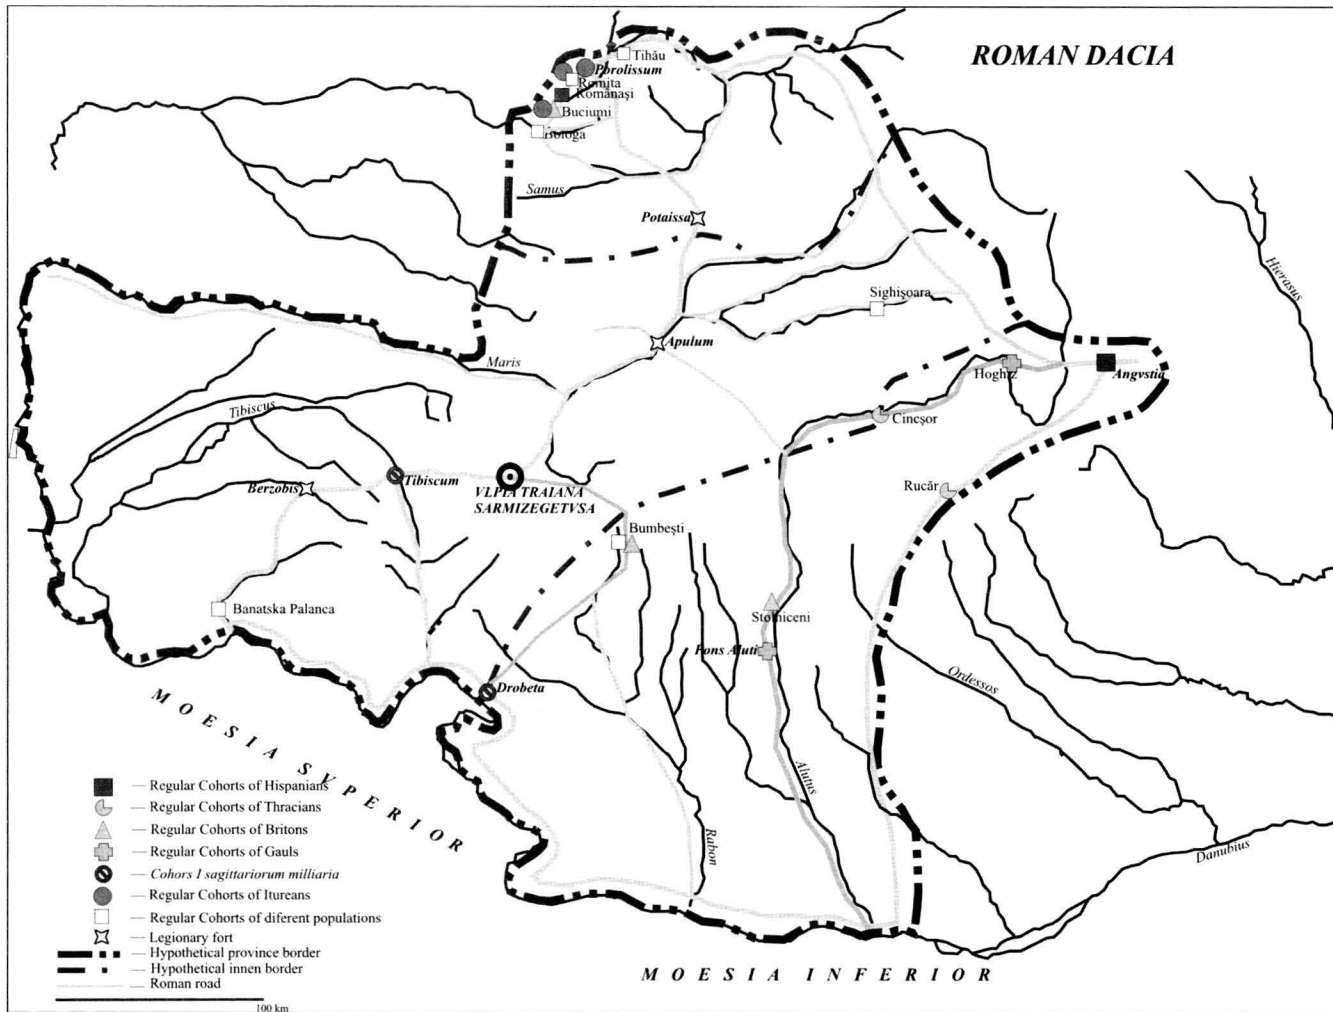 ROMAN DACIA
Tihău
Porolissum
Romita
Românaşi
Buciumi
Bologa
Samus
Potaissa
Hierasus
Sighişoara
Apulum
Maris
Hoghiz
Angvstia
Tibiscus
Cincşor
Berzobis
Tibiscum
VLPIA TRAIANA
SARMIZEGETVSA
Rucăr
Bumbeşti
Banatska Palanca
Stolniceni
Pons Aluti
Ordessos
Drobeta
MOESIA SVPERIOR
Alutus
Rabon
Danubius
MOESIA INFERIOR
— Regular Cohorts of Hispanians
— Regular Cohorts of Thracians
— Regular Cohorts of Britons
— Regular Cohorts of Gauls
— Cohors I sagittariorum milliaria
— Regular Cohorts of Itureans
— Regular Cohorts of diferent populations
— Legionary fort
— Hypothetical province border
— Hypothetical innen border
— Roman road
100 km